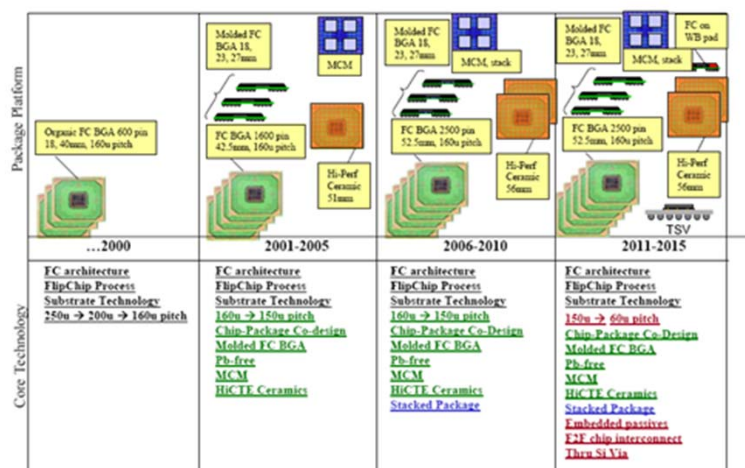 Package Platform
Organic FC BGA 600 pin
18, 40mm, 160u pitch
Molded FC
BGA 18,
23, 27mm
MCM
FC BGA 1600 pin
42.5mm, 160u pitch
Hi-Perf
Ceramic
51mm
Molded FC
BGA 18,
23, 27mm
MCM, stack
FC BGA 2500 pin
52.5mm, 160u pitch
Hi-Perf
Ceramic
56mm
Molded FC
BGA 18,
23, 27mm
MCM, stack
FC on
WB pad
FC BGA 2500 pin
52.5mm, 160u pitch
Hi-Perf
Ceramic
56mm
TSV
...2000
2001-2005
2006-2010
2011-2015
Core Technology
FC architecture
FlipChip Process
Substrate Technology
250u → 200u → 160u pitch
FC architecture
FlipChip Process
Substrate Technology
160u → 150u pitch
Chip-Package Co-design
Molded FC BGA
Pb-free
MCM
HiCTE Ceramics
FC architecture
FlipChip Process
Substrate Technology
160u → 150u pitch
Chip-Package Co-Design
Molded FC BGA
Pb-free
MCM
HiCTE Ceramics
Stacked Package
FC architecture
FlipChip Process
Substrate Technology
150u → 60u pitch
Chip-Package Co-Design
Molded FC BGA
Pb-free
MCM
HiCTE Ceramics
Stacked Package
Embedded passives
F2F chip interconnect
Thru Si Via